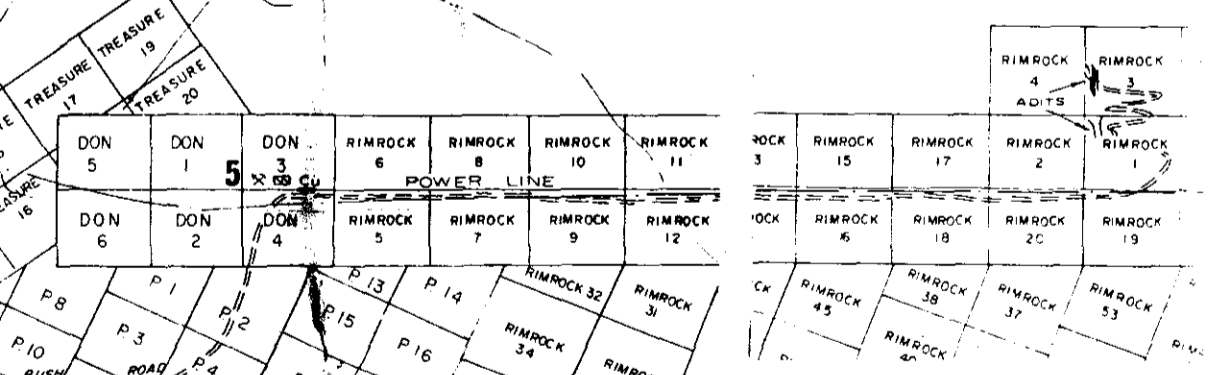 TREASURE
19
TREASURE
17
TREASURE
20
RIMROCK
4
RIMROCK
3
ADITS
DON
5
DON
1
5
DON
3
Cu
RIMROCK
6
RIMROCK
8
RIMROCK
10
RIMROCK
11
3
RIMROCK
15
RIMROCK
17
RIMROCK
2
RIMROCK
1
POWER LINE
16
DON
6
DON
2
DON
4
RIMROCK
5
RIMROCK
7
RIMROCK
9
RIMROCK
12
RIMROCK
16
RIMROCK
18
RIMROCK
20
RIMROCK
19
P 8
P 1
P 2
P. 13
P. 14
P. 15
RIMROCK 32
RIMROCK
31
RIMROCK
45
RIMROCK
38
RIMROCK
37
RIMROCK
53
P. 10
P. 3
P. 4
P 16
RIMROCK
34
RIMROCK
40
ROAD